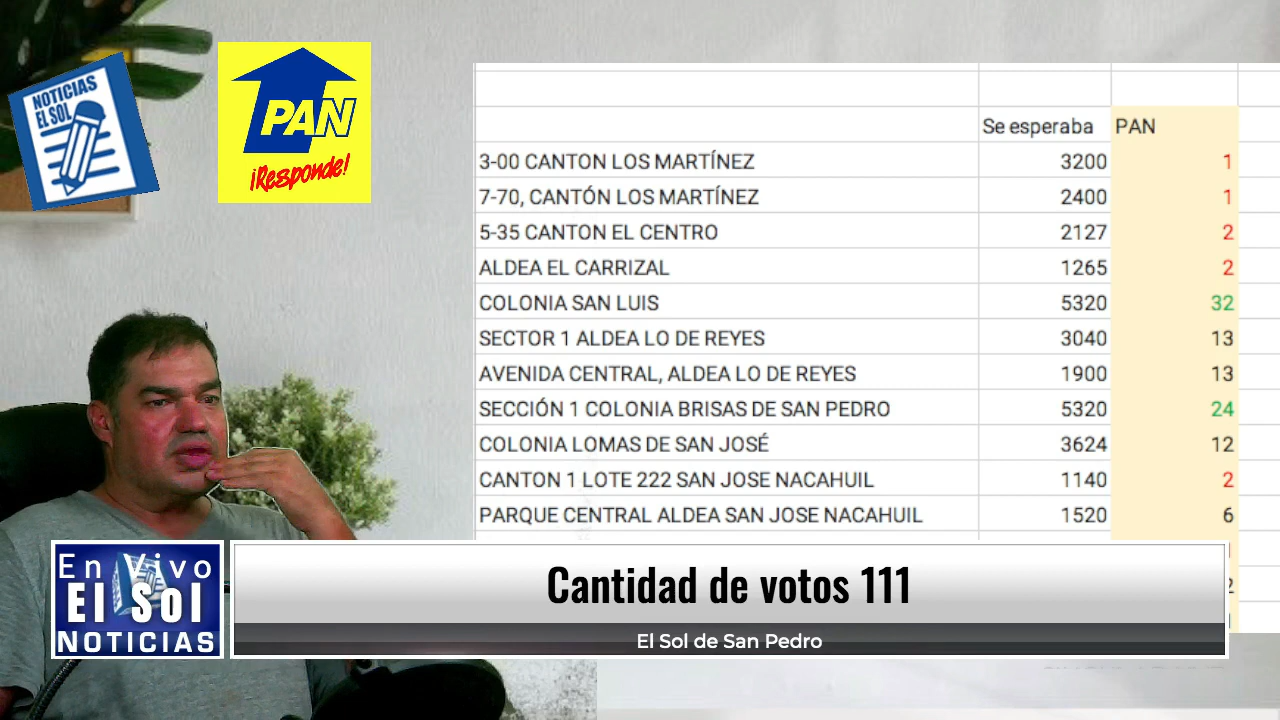 NOTICIAS
EL SOL
PAN
¡Responde!
Se esperaba PAN
3-00 CANTON LOS MARTÍNEZ 3200 1
7-70, CANTÓN LOS MARTÍNEZ 2400 1
5-35 CANTON EL CENTRO 2127 2
ALDEA EL CARRIZAL 1265 2
COLONIA SAN LUIS 5320 32
SECTOR 1 ALDEA LO DE REYES 3040 13
AVENIDA CENTRAL, ALDEA LO DE REYES 1900 13
SECCIÓN 1 COLONIA BRISAS DE SAN PEDRO 5320 24
COLONIA LOMAS DE SAN JOSÉ 3624 12
CANTON 1 LOTE 222 SAN JOSE NACAHUIL 1140 2
PARQUE CENTRAL ALDEA SAN JOSE NACAHUIL 1520 6
En Vivo
El Sol
NOTICIAS
Cantidad de votos 111
El Sol de San Pedro